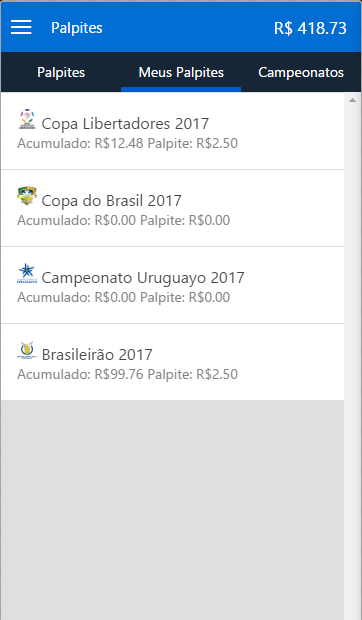 Palpites R$ 418.73
Palpites Meus Palpites Campeonatos
Copa Libertadores 2017
Acumulado: R$12.48 Palpite: R$2.50
Copa do Brasil 2017
Acumulado: R$0.00 Palpite: R$0.00
Campeonato Uruguayo 2017
Acumulado: R$0.00 Palpite: R$0.00
Brasileirão 2017
Acumulado: R$99.76 Palpite: R$2.50